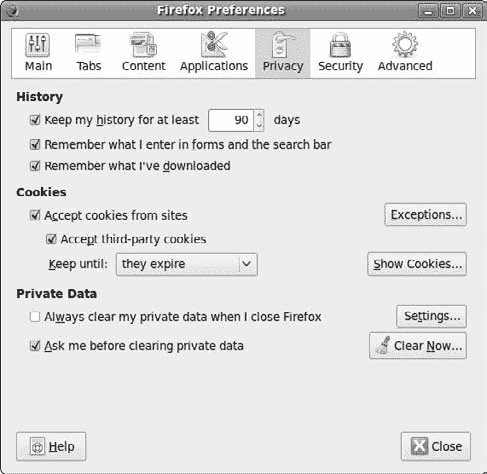 Firefox Preferences
Main Tabs Content Applications Privacy Security Advanced
History
Keep my history for at least 90 days
Remember what I enter in forms and the search bar
Remember what I've downloaded
Cookies
Accept cookies from sites Exceptions...
Accept third-party cookies
Keep until: they expire Show Cookies...
Private Data
Always clear my private data when I close Firefox Settings...
Ask me before clearing private data Clear Now...
Help Close